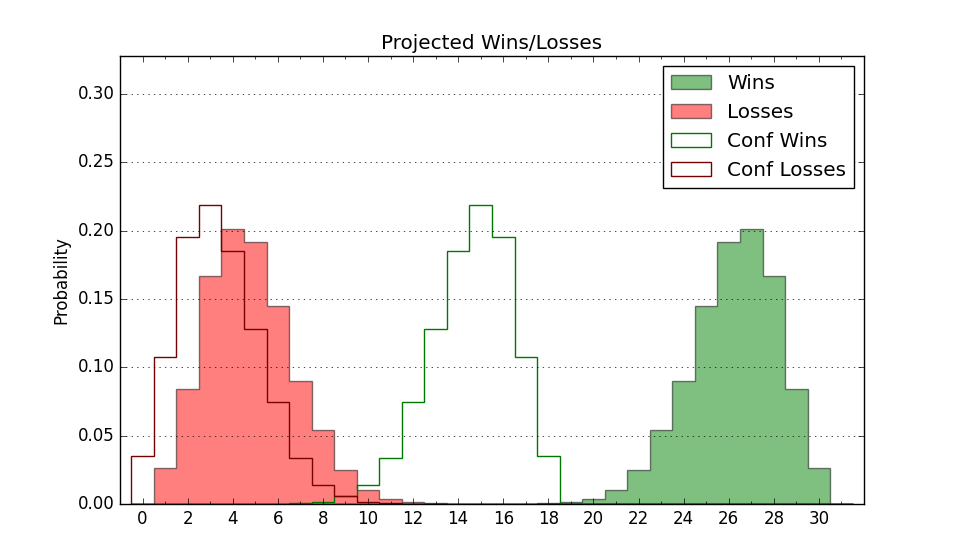 Projected Wins/Losses
Wins
Losses
Conf Wins
Conf Losses
Probability
0.30
0.25
0.20
0.15
0.10
0.05
0.00
0 2 4 6 8 10 12 14 16 18 20 22 24 26 28 30